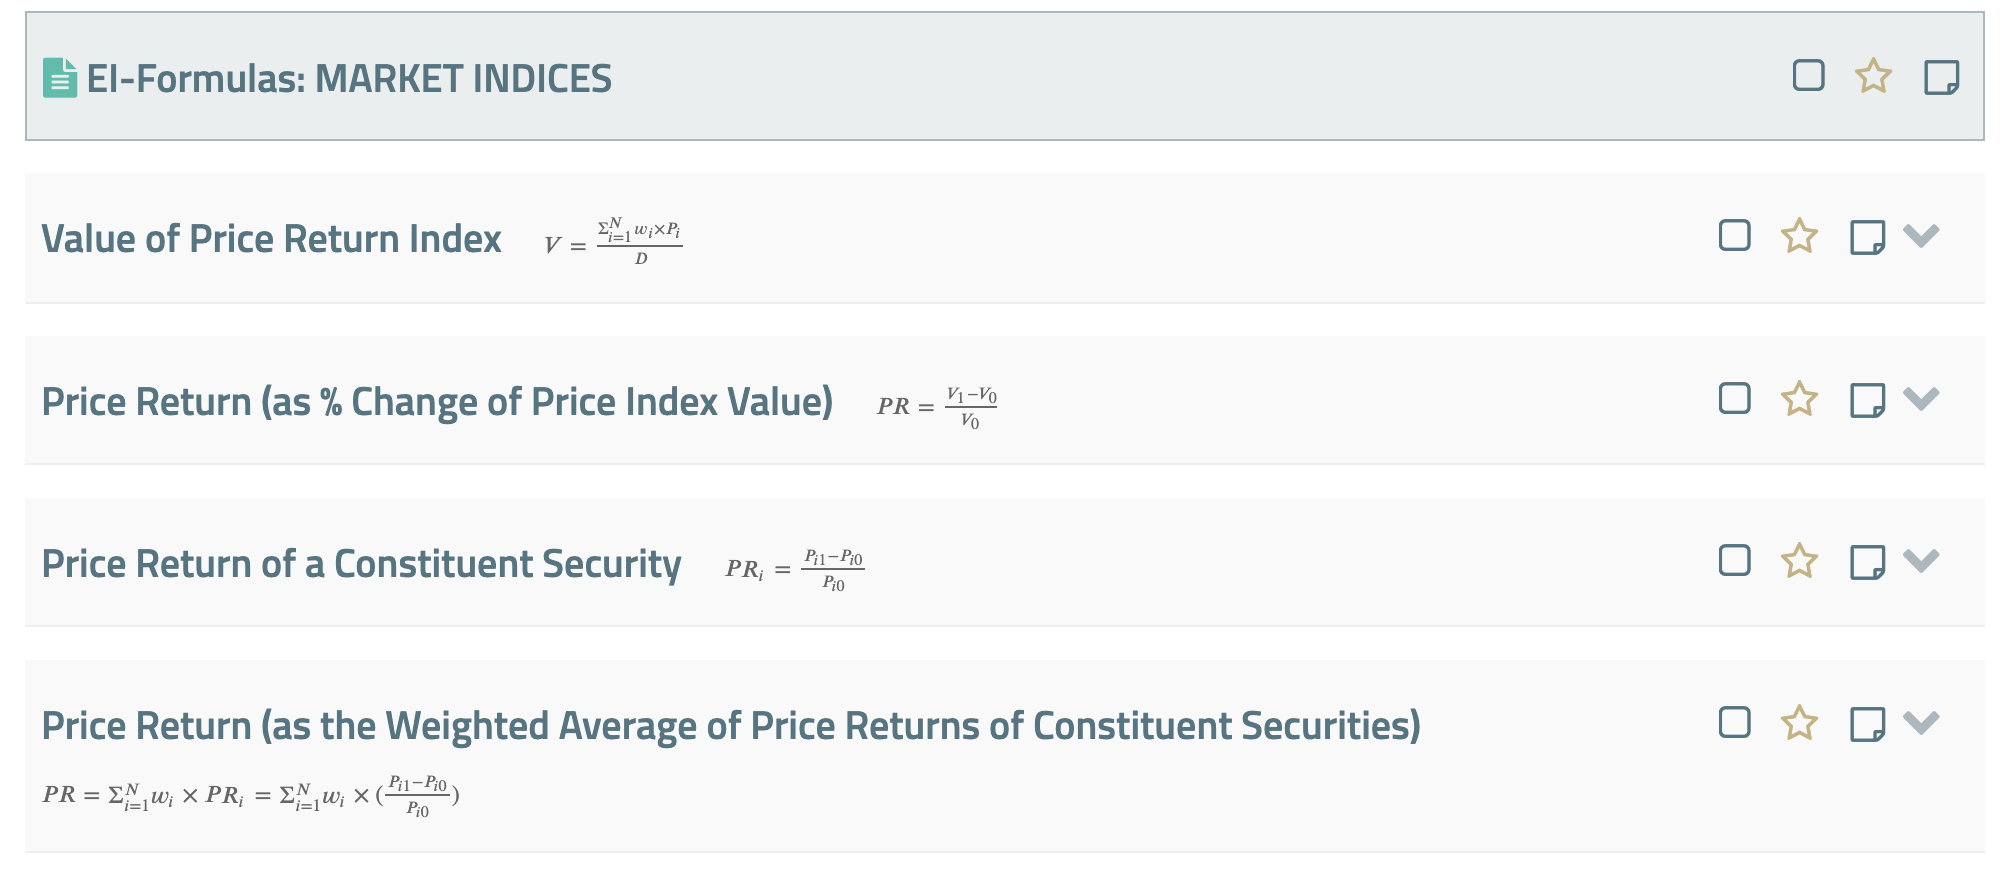 EI-Formulas: MARKET INDICES
Value of Price Return Index V = \frac{\Sigma_{i=1}^{N} w_i \times P_i}{D}
Price Return (as % Change of Price Index Value) PR = \frac{V_1 - V_0}{V_0}
Price Return of a Constituent Security PR_i = \frac{P_{i1} - P_{i0}}{P_{i0}}
Price Return (as the Weighted Average of Price Returns of Constituent Securities)
PR = \Sigma_{i=1}^{N} w_i \times PR_i = \Sigma_{i=1}^{N} w_i \times (\frac{P_{i1} - P_{i0}}{P_{i0}})